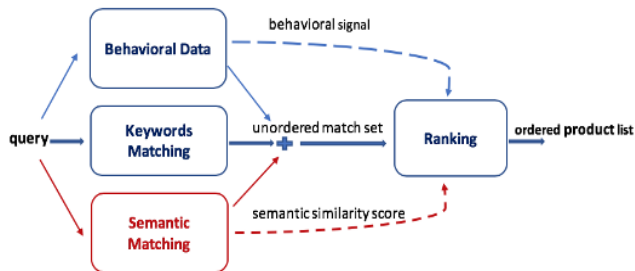 behavioral signal
Behavioral Data
unordered match set
ordered product list
query
Keywords
Matching
Ranking
semantic similarity score
Semantic
Matching